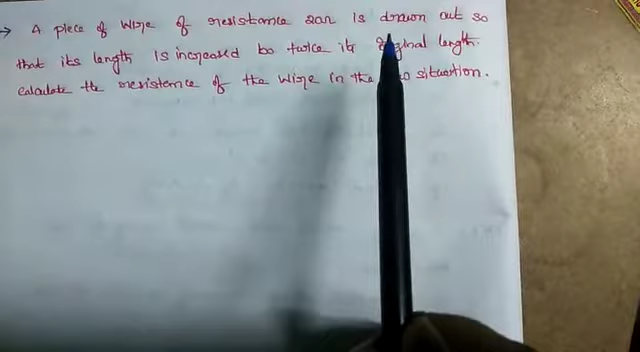 → A piece of wire of resistance 20Ω is drawn out so
that its length is increased to twice its original length.
calculate the resistance of the wire in the situation.